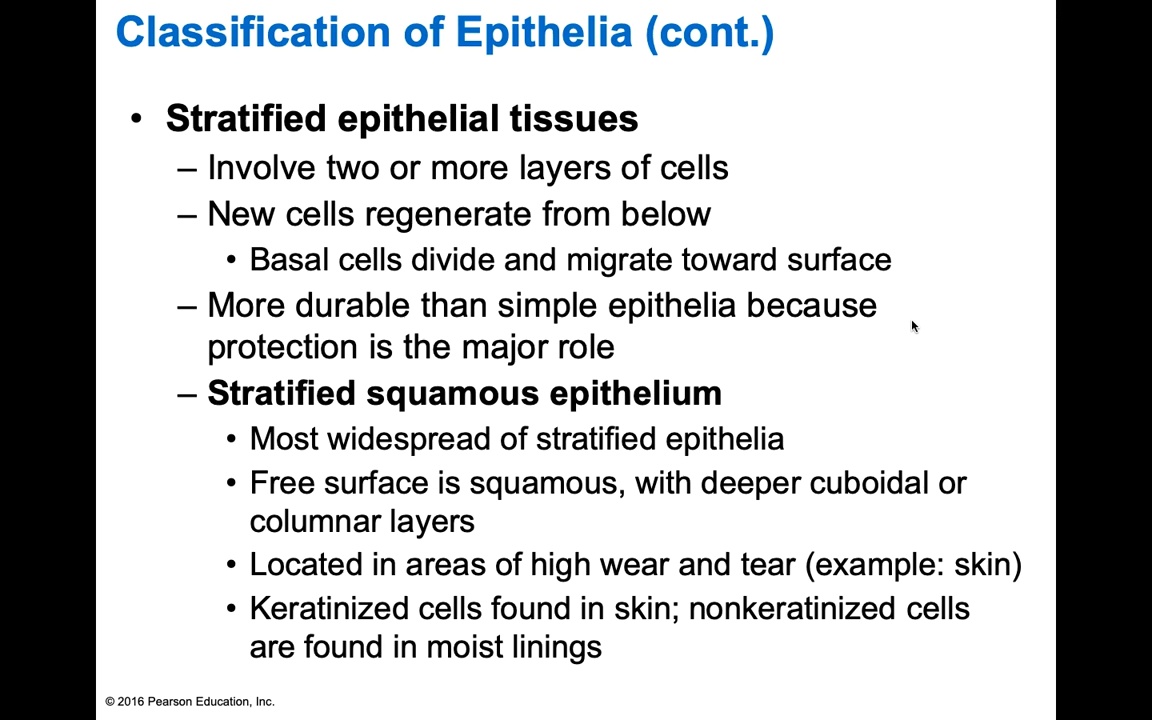 Classification of Epithelia (cont.)
• Stratified epithelial tissues
– Involve two or more layers of cells
– New cells regenerate from below
• Basal cells divide and migrate toward surface
– More durable than simple epithelia because
protection is the major role
– Stratified squamous epithelium
• Most widespread of stratified epithelia
• Free surface is squamous, with deeper cuboidal or
columnar layers
• Located in areas of high wear and tear (example: skin)
• Keratinized cells found in skin; nonkeratinized cells
are found in moist linings
© 2016 Pearson Education, Inc.